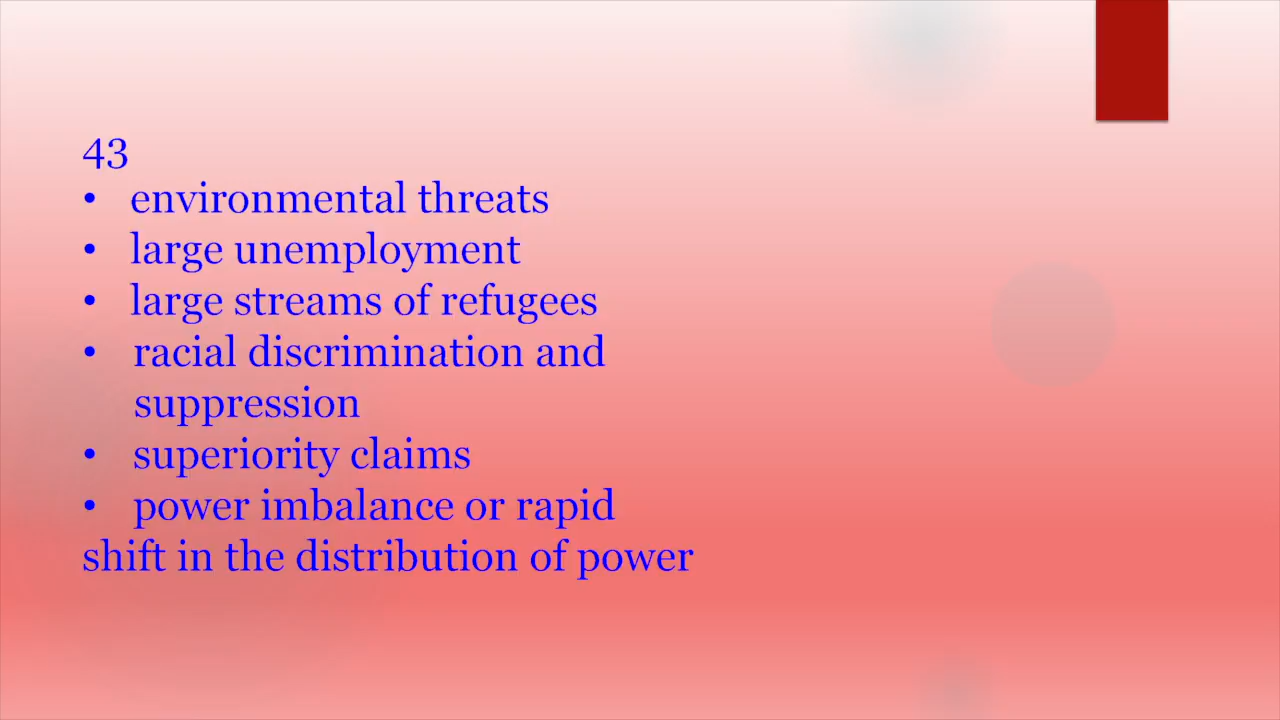 43
• environmental threats
• large unemployment
• large streams of refugees
• racial discrimination and
suppression
• superiority claims
• power imbalance or rapid
shift in the distribution of power